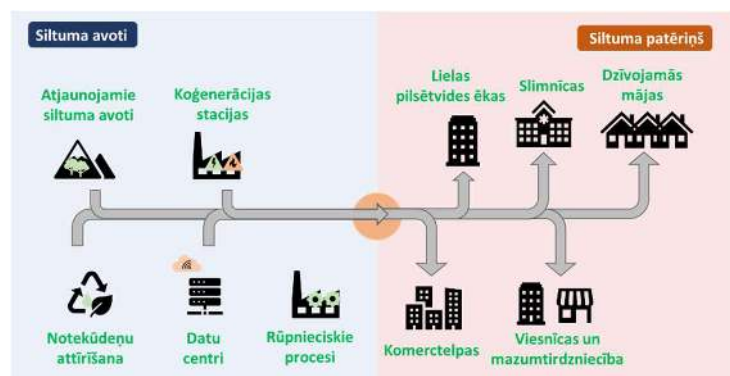 Siltuma avoti
Siltuma patēriņš
Atjaunojamie
siltuma avoti
Koģenerācijas
stacijas
Lielas
pilsētvides ēkas
Slimnīcas
Dzīvojamās
mājas
Notekūdeņu
attīrīšana
Datu
centri
Rūpnieciskie
procesi
Komerctelpas
Viesnīcas un
mazumtirdzniecība